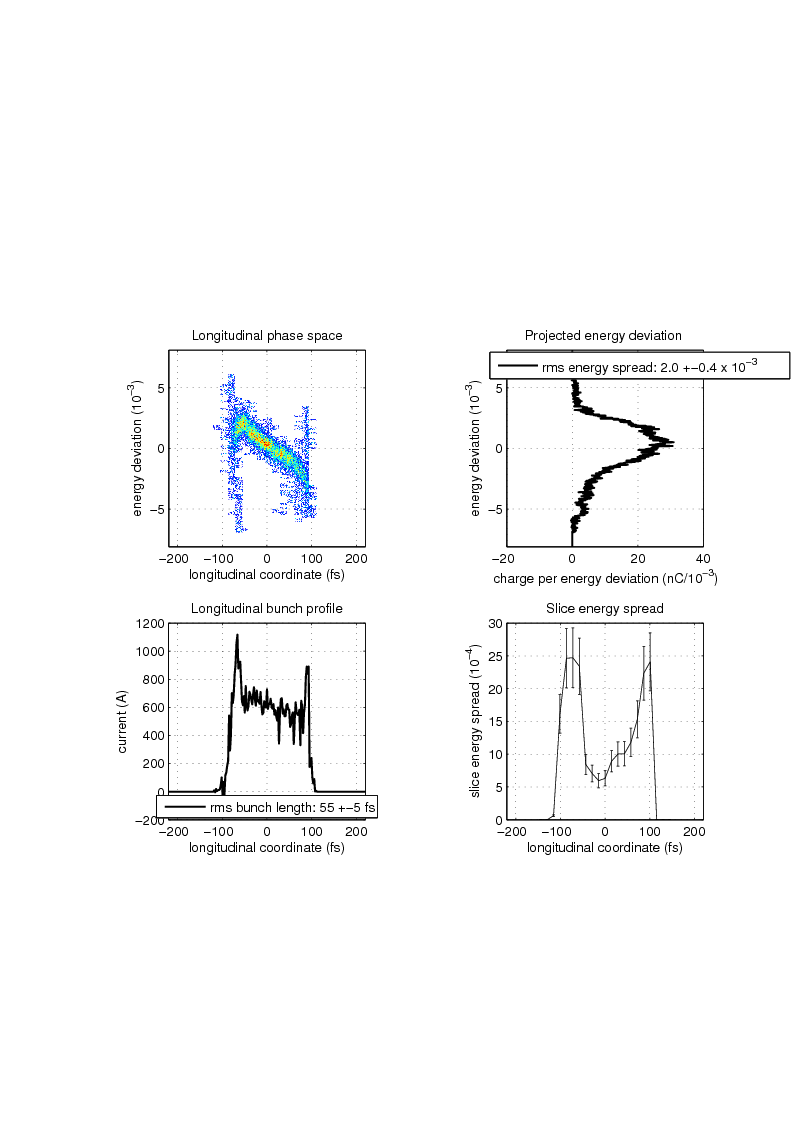 Longitudinal phase space
energy deviation (10⁻³)
5
0
−5
−200 −100 0 100 200
longitudinal coordinate (fs)
Projected energy deviation
rms energy spread: 2.0 +−0.4 x 10⁻³
energy deviation (10⁻³)
5
0
−5
−20 0 20 40
charge per energy deviation (nC/10⁻³)
Longitudinal bunch profile
current (A)
1200
1000
800
600
400
200
0
−200
rms bunch length: 55 +−5 fs
−200 −100 0 100 200
longitudinal coordinate (fs)
Slice energy spread
slice energy spread (10⁻⁴)
30
25
20
15
10
5
0
−200 −100 0 100 200
longitudinal coordinate (fs)